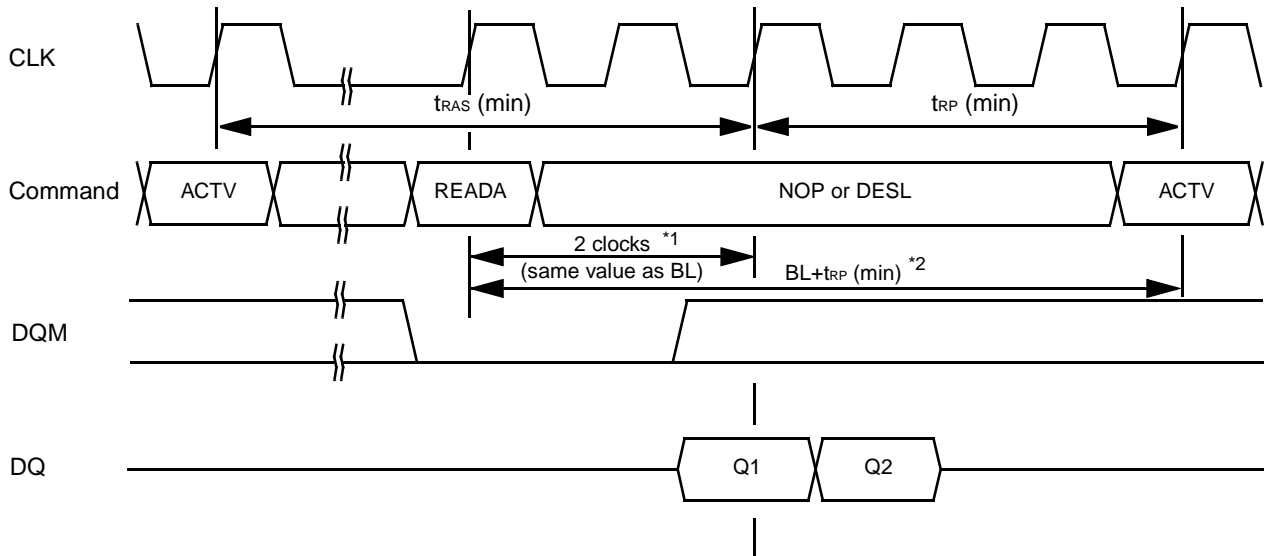 CLK
tRAS (min)
tRP (min)
Command
ACTV
READA
NOP or DESL
ACTV
2 clocks *1
(same value as BL)
BL+tRP (min) *2
DQM
DQ
Q1
Q2